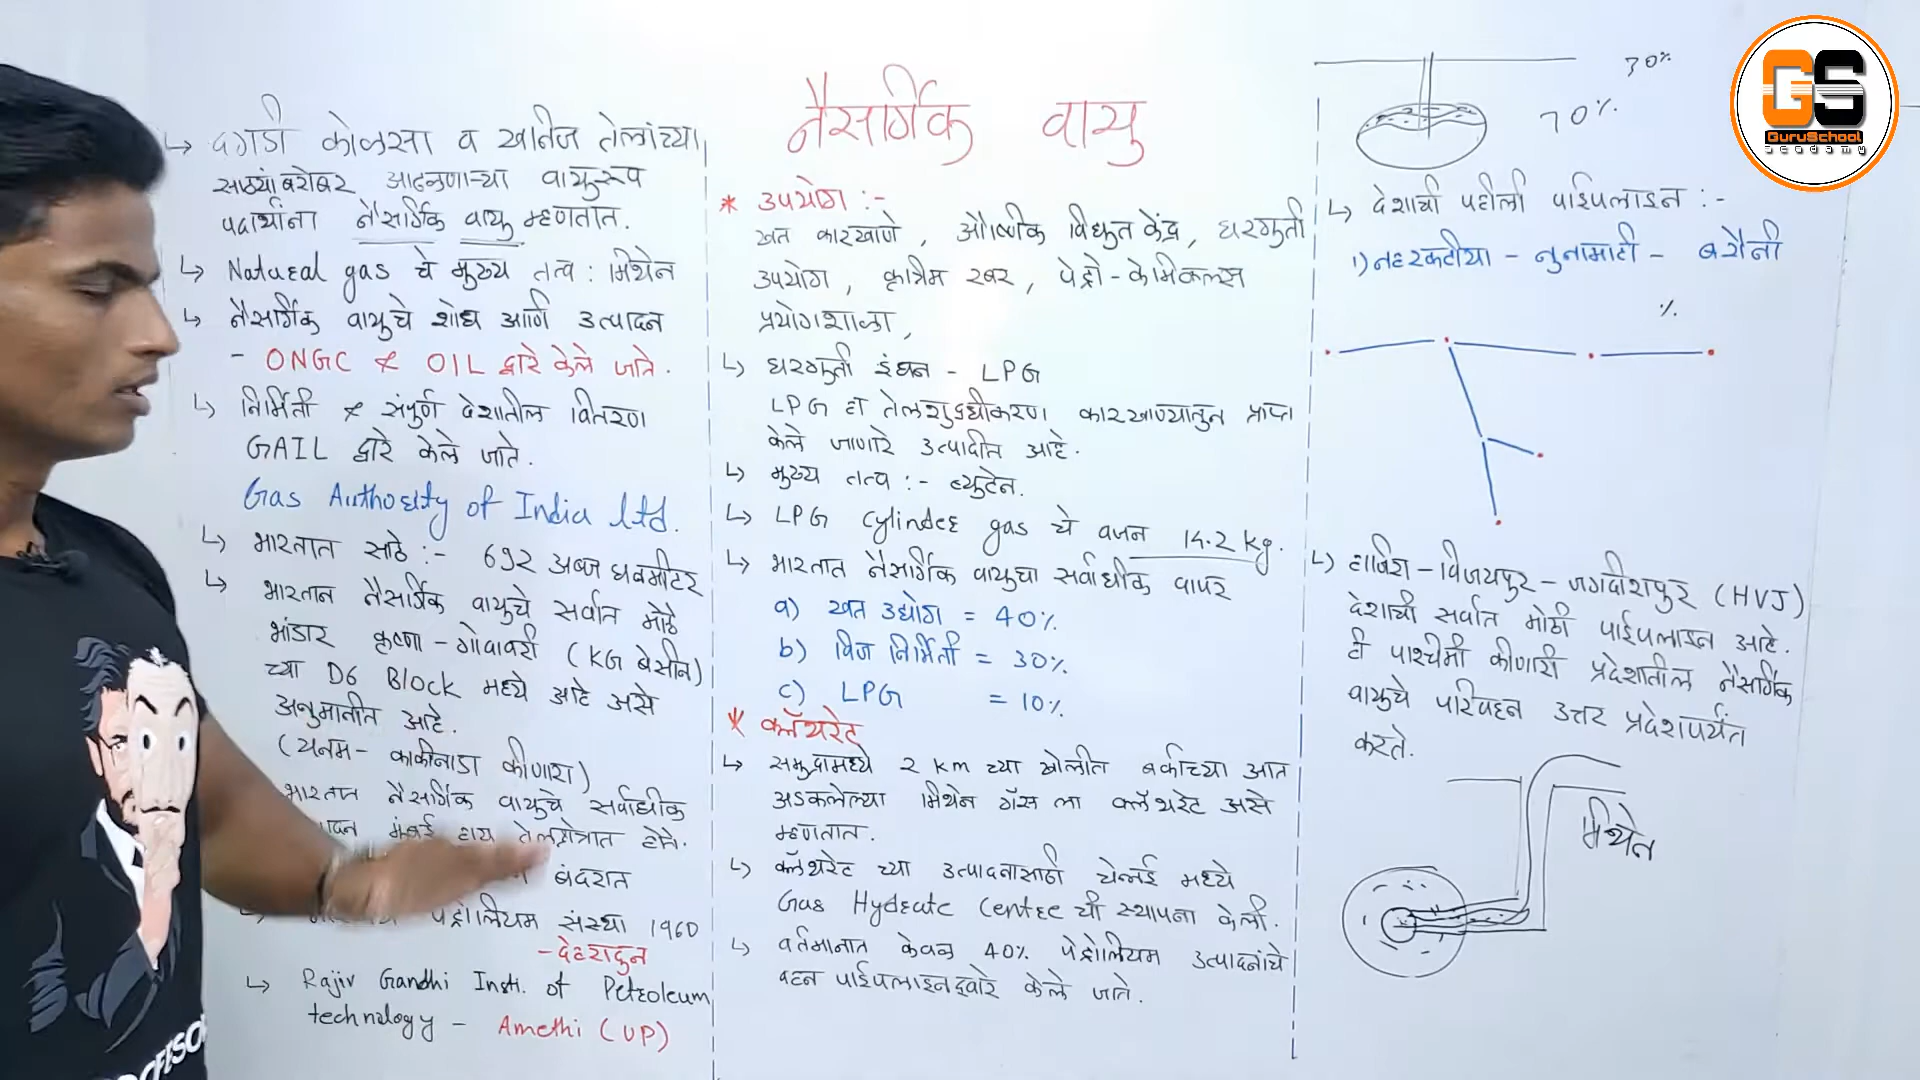 नैसर्गिक वायु
↳ दगडी कोळसा व खनिज तेलांच्या
साठ्यांबरोबर आढळणाऱ्या वायुरूप
पदार्थांना नैसर्गिक वायु म्हणतात.
↳ Natural gas चे मुख्य तत्व : मिथेन
↳ नैसर्गिक वायुचे शोध आणि उत्पादन
- ONGC & OIL द्वारे केले जाते.
↳ निर्मिती & संपुर्ण देशातील वितरण
GAIL द्वारे केले जाते.
Gas Authority of India ltd.
↳ भारतात साठे :- 692 अब्ज घनमीटर
↳ भारतात नैसर्गिक वायुचे सर्वात मोठे
भांडार कृष्णा - गोदावरी (KG बेसीन)
च्या D6 Block मध्ये आहे असे
अनुमानीत आहे.
(यनम - काकीनाडा कीणारा)
भारतात नैसर्गिक वायुचे सर्वाधीक
मुंबई हाय तेलक्षेत्रात होते.
बंदरात
पेट्रोलियम संस्था 1960
- देहरादुन
↳ Rajiv Gandhi Insti. of Petroleum
technology - Amethi (UP)
* उपयोग :-
खत कारखाणे, औष्णिक विद्युत केंद्र, घरगुती
उपयोग, कृत्रिम रबर, पेट्रो-केमिकल्स
प्रयोगशाळा,
↳ घरगुती इंधन - LPG
LPG हा तेलशुद्धीकरण कारखाण्यातुन प्राप्त
केले जाणारे उत्पादीत आहे.
↳ मुख्य तत्व :- ब्युटेन.
↳ LPG cylinder gas चे वजन 14.2 kg.
↳ भारतात नैसर्गिक वायुचा सर्वाधीक वापर
a) खत उद्योग = 40%
b) विज निर्मिती = 30%
c) LPG = 10%
* क्लॅथरेट
↳ समुद्रामध्ये 2 km च्या खोलीत बर्फाच्या आत
अडकलेल्या मिथेन गॅस ला क्लॅथरेट असे
म्हणतात.
↳ क्लॅथरेट च्या उत्पादनासाठी चेन्नई मध्ये
Gas Hydrate Center ची स्थापना केली.
↳ वर्तमानात केवळ 40% पेट्रोलियम उत्पादनांचे
वहन पाईपलाइनद्वारे केले जाते.
30%
70%
↳ देशाची पहीली पाईपलाइन :-
1) नहरकटीया - नुनामाटी - बरौनी
%
↳ हाजिरा - विजयपुर - जगदीशपुर (HVJ)
देशाची सर्वात मोठी पाईपलाइन आहे.
ही पाश्चीमी कीणारी प्रदेशातील नैसर्गिक
वायुचे परिवहन उत्तर प्रदेशपर्यंत
करते.
मिथेन
GS
GuruSchool
academy